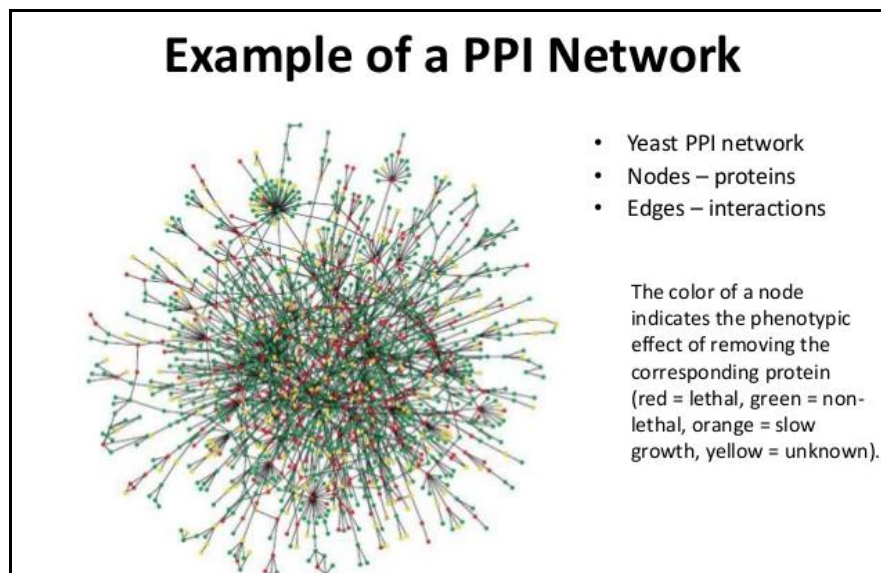 Example of a PPI Network
• Yeast PPI network
• Nodes – proteins
• Edges – interactions
The color of a node
indicates the phenotypic
effect of removing the
corresponding protein
(red = lethal, green = non-
lethal, orange = slow
growth, yellow = unknown).